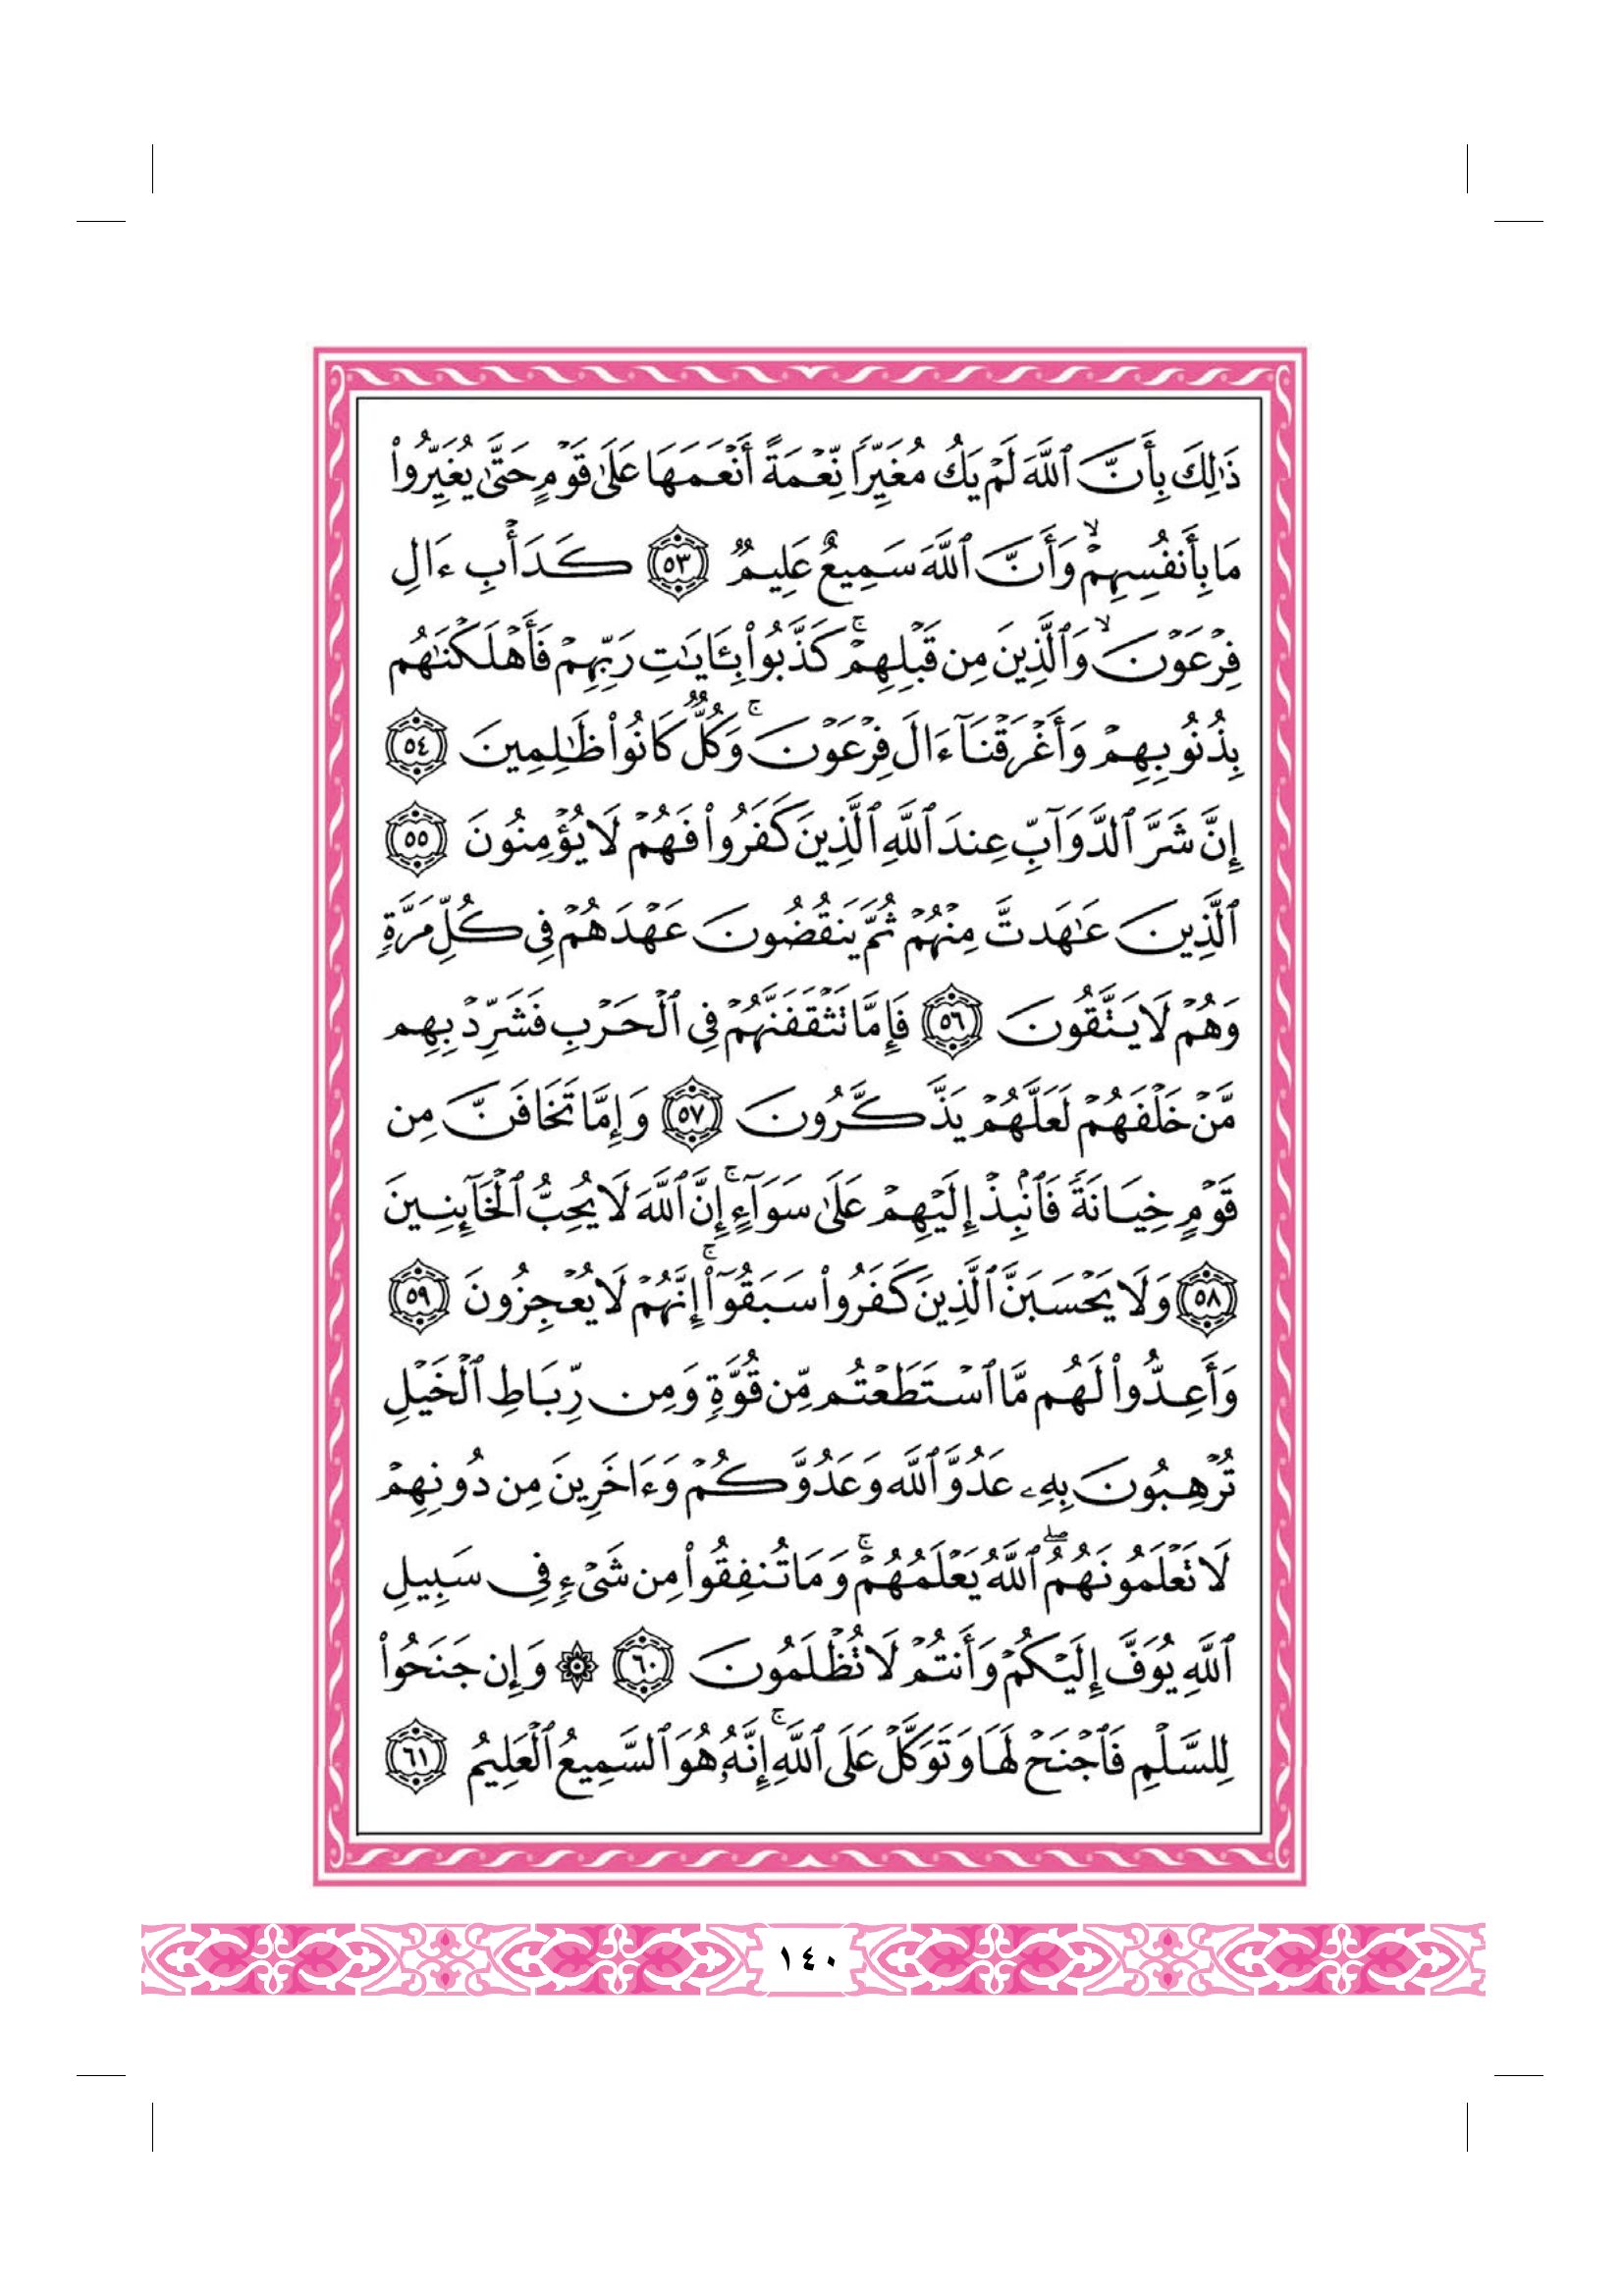 ذَٰلِكَ بِأَنَّ ٱللَّهَ لَمْ يَكُ مُغَيِّرًا نِّعْمَةً أَنْعَمَهَا عَلَىٰ قَوْمٍ حَتَّىٰ يُغَيِّرُوا۟
مَا بِأَنفُسِهِمْ ۙ وَأَنَّ ٱللَّهَ سَمِيعٌ عَلِيمٌ ﴿٥٣﴾ كَدَأْبِ ءَالِ
فِرْعَوْنَ ۙ وَٱلَّذِينَ مِن قَبْلِهِمْ ۚ كَذَّبُوا۟ بِـَٔايَـٰتِ رَبِّهِمْ فَأَهْلَكْنَـٰهُم
بِذُنُوبِهِمْ وَأَغْرَقْنَآ ءَالَ فِرْعَوْنَ ۚ وَكُلٌّ كَانُوا۟ ظَـٰلِمِينَ ﴿٥٤﴾
إِنَّ شَرَّ ٱلدَّوَآبِّ عِندَ ٱللَّهِ ٱلَّذِينَ كَفَرُوا۟ فَهُمْ لَا يُؤْمِنُونَ ﴿٥٥﴾
ٱلَّذِينَ عَـٰهَدتَّ مِنْهُمْ ثُمَّ يَنقُضُونَ عَهْدَهُمْ فِى كُلِّ مَرَّةٍ
وَهُمْ لَا يَتَّقُونَ ﴿٥٦﴾ فَإِمَّا تَثْقَفَنَّهُمْ فِى ٱلْحَرْبِ فَشَرِّدْ بِهِم
مَّنْ خَلْفَهُمْ لَعَلَّهُمْ يَذَّكَّرُونَ ﴿٥٧﴾ وَإِمَّا تَخَافَنَّ مِن
قَوْمٍ خِيَانَةً فَٱنۢبِذْ إِلَيْهِمْ عَلَىٰ سَوَآءٍ ۚ إِنَّ ٱللَّهَ لَا يُحِبُّ ٱلْخَآئِنِينَ
﴿٥٨﴾ وَلَا يَحْسَبَنَّ ٱلَّذِينَ كَفَرُوا۟ سَبَقُوٓا۟ ۚ إِنَّهُمْ لَا يُعْجِزُونَ ﴿٥٩﴾
وَأَعِدُّوا۟ لَهُم مَّا ٱسْتَطَعْتُم مِّن قُوَّةٍ وَمِن رِّبَاطِ ٱلْخَيْلِ
تُرْهِبُونَ بِهِۦ عَدُوَّ ٱللَّهِ وَعَدُوَّكُمْ وَءَاخَرِينَ مِن دُونِهِمْ
لَا تَعْلَمُونَهُمُ ۖ ٱللَّهُ يَعْلَمُهُمْ ۚ وَمَا تُنفِقُوا۟ مِن شَىْءٍ فِى سَبِيلِ
ٱللَّهِ يُوَفَّ إِلَيْكُمْ وَأَنتُمْ لَا تُظْلَمُونَ ﴿٦٠﴾ ۞ وَإِن جَنَحُوا۟
لِلسَّلْمِ فَٱجْنَحْ لَهَا وَتَوَكَّلْ عَلَى ٱللَّهِ ۚ إِنَّهُۥ هُوَ ٱلسَّمِيعُ ٱلْعَلِيمُ ﴿٦١﴾
١٤٠